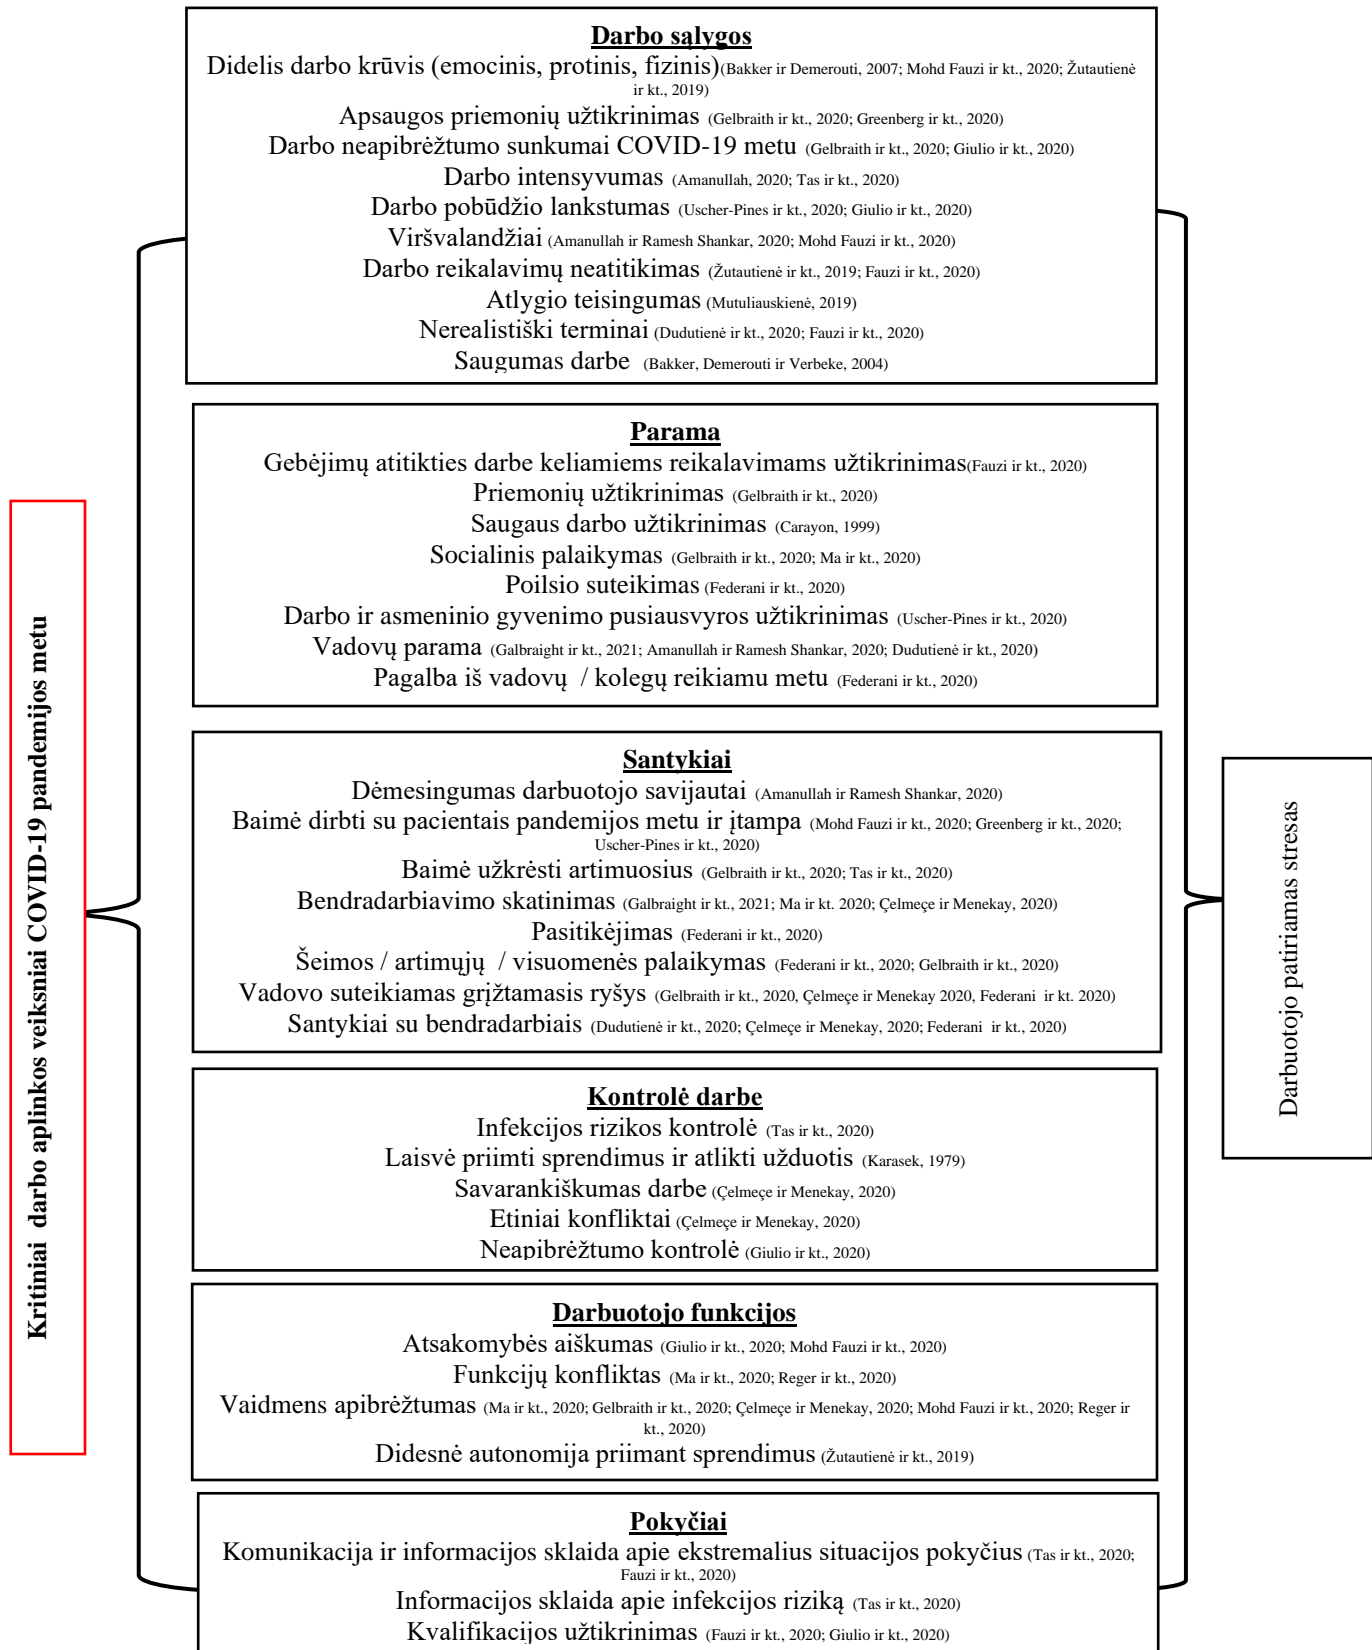 Darbo sąlygos
Didelis darbo krūvis (emocinis, protinis, fizinis)(Bakker ir Demerouti, 2007; Mohd Fauzi ir kt., 2020; Žutautienė
ir kt., 2019)
Apsaugos priemonių užtikrinimas (Gelbraith ir kt., 2020; Greenberg ir kt., 2020)
Darbo neapibrėžtumo sunkumai COVID-19 metu (Gelbraith ir kt., 2020; Giulio ir kt., 2020)
Darbo intensyvumas (Amanullah, 2020; Tas ir kt., 2020)
Darbo pobūdžio lankstumas (Uscher-Pines ir kt., 2020; Giulio ir kt., 2020)
Viršvalandžiai (Amanullah ir Ramesh Shankar, 2020; Mohd Fauzi ir kt., 2020)
Darbo reikalavimų neatitikimas (Žutautienė ir kt., 2019; Fauzi ir kt., 2020)
Atlygio teisingumas (Mutuliauskienė, 2019)
Nerealistiški terminai (Dudutienė ir kt., 2020; Fauzi ir kt., 2020)
Saugumas darbe (Bakker, Demerouti ir Verbeke, 2004)
Parama
Gebėjimų atitikties darbe keliamiems reikalavimams užtikrinimas(Fauzi ir kt., 2020)
Priemonių užtikrinimas (Gelbraith ir kt., 2020)
Saugaus darbo užtikrinimas (Carayon, 1999)
Socialinis palaikymas (Gelbraith ir kt., 2020; Ma ir kt., 2020)
Poilsio suteikimas (Federani ir kt., 2020)
Darbo ir asmeninio gyvenimo pusiausvyros užtikrinimas (Uscher-Pines ir kt., 2020)
Vadovų parama (Galbraight ir kt., 2021; Amanullah ir Ramesh Shankar, 2020; Dudutienė ir kt., 2020)
Pagalba iš vadovų / kolegų reikiamu metu (Federani ir kt., 2020)
Santykiai
Dėmesingumas darbuotojo savijautai (Amanullah ir Ramesh Shankar, 2020)
Baimė dirbti su pacientais pandemijos metu ir įtampa (Mohd Fauzi ir kt., 2020; Greenberg ir kt., 2020;
Uscher-Pines ir kt., 2020)
Baimė užkrėsti artimuosius (Gelbraith ir kt., 2020; Tas ir kt., 2020)
Bendradarbiavimo skatinimas (Galbraight ir kt., 2021; Ma ir kt. 2020; Çelmeçe ir Menekay, 2020)
Pasitikėjimas (Federani ir kt., 2020)
Šeimos / artimųjų / visuomenės palaikymas (Federani ir kt., 2020; Gelbraith ir kt., 2020)
Vadovo suteikiamas grįžtamasis ryšys (Gelbraith ir kt., 2020, Çelmeçe ir Menekay 2020, Federani ir kt. 2020)
Santykiai su bendradarbiais (Dudutienė ir kt., 2020; Çelmeçe ir Menekay, 2020; Federani ir kt., 2020)
Kontrolė darbe
Infekcijos rizikos kontrolė (Tas ir kt., 2020)
Laisvė priimti sprendimus ir atlikti užduotis (Karasek, 1979)
Savarankiškumas darbe (Çelmeçe ir Menekay, 2020)
Etiniai konfliktai (Çelmeçe ir Menekay, 2020)
Neapibrėžtumo kontrolė (Giulio ir kt., 2020)
Darbuotojo funkcijos
Atsakomybės aiškumas (Giulio ir kt., 2020; Mohd Fauzi ir kt., 2020)
Funkcijų konfliktas (Ma ir kt., 2020; Reger ir kt., 2020)
Vaidmens apibrėžtumas (Ma ir kt., 2020; Gelbraith ir kt., 2020; Çelmeçe ir Menekay, 2020; Mohd Fauzi ir kt., 2020; Reger ir
kt., 2020)
Didesnė autonomija priimant sprendimus (Žutautienė ir kt., 2019)
Pokyčiai
Komunikacija ir informacijos sklaida apie ekstremalius situacijos pokyčius (Tas ir kt., 2020;
Fauzi ir kt., 2020)
Informacijos sklaida apie infekcijos riziką (Tas ir kt., 2020)
Kvalifikacijos užtikrinimas (Fauzi ir kt., 2020; Giulio ir kt., 2020)
Kritiniai darbo aplinkos veiksniai COVID-19 pandemijos metu
Darbuotojo patiriamas stresas